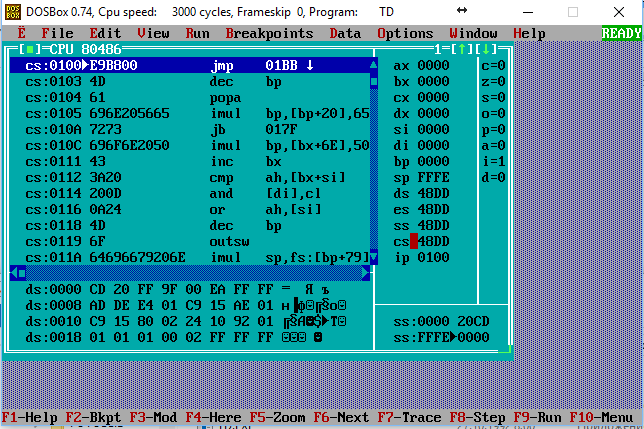 DOSBox 0.74, Cpu speed: 3000 cycles, Frameskip 0, Program: TD
Ë File Edit View Run Breakpoints Data Options Window Help READY
[■]=CPU 80486 1=[↑][↓]
cs:0100►E9B800 jmp 01BB ↓ ax 0000 c=0
cs:0103 4D dec bp bx 0000 z=0
cs:0104 61 popa cx 0000 s=0
cs:0105 696E205665 imul bp,[bp+20],65 dx 0000 o=0
cs:010A 7273 jb 017F si 0000 p=0
cs:010C 696F6E2050 imul bp,[bx+6E],50 di 0000 a=0
cs:0111 43 inc bx bp 0000 i=1
cs:0112 3A20 cmp ah,[bx+si] sp FFFE d=0
cs:0114 200D and [di],cl ds 48DD
cs:0116 0A24 or ah,[si] es 48DD
cs:0118 4D dec bp ss 48DD
cs:0119 6F outsw cs 48DD
cs:011A 64696679206E imul sp,fs:[bp+79] ip 0100
ds:0000 CD 20 FF 9F 00 EA FF FF = Я ъ
ds:0008 AD DE E4 01 C9 15 AE 01 н▐ф☺╔§о☺
ds:0010 C9 15 80 02 24 10 92 01 ╔§А☻$►Т☺ ss:0000 20CD
ds:0018 01 01 01 00 02 FF FF FF ☺☺☺ ☻ ss:FFFE►0000
F1-Help F2-Bkpt F3-Mod F4-Here F5-Zoom F6-Next F7-Trace F8-Step F9-Run F10-Menu